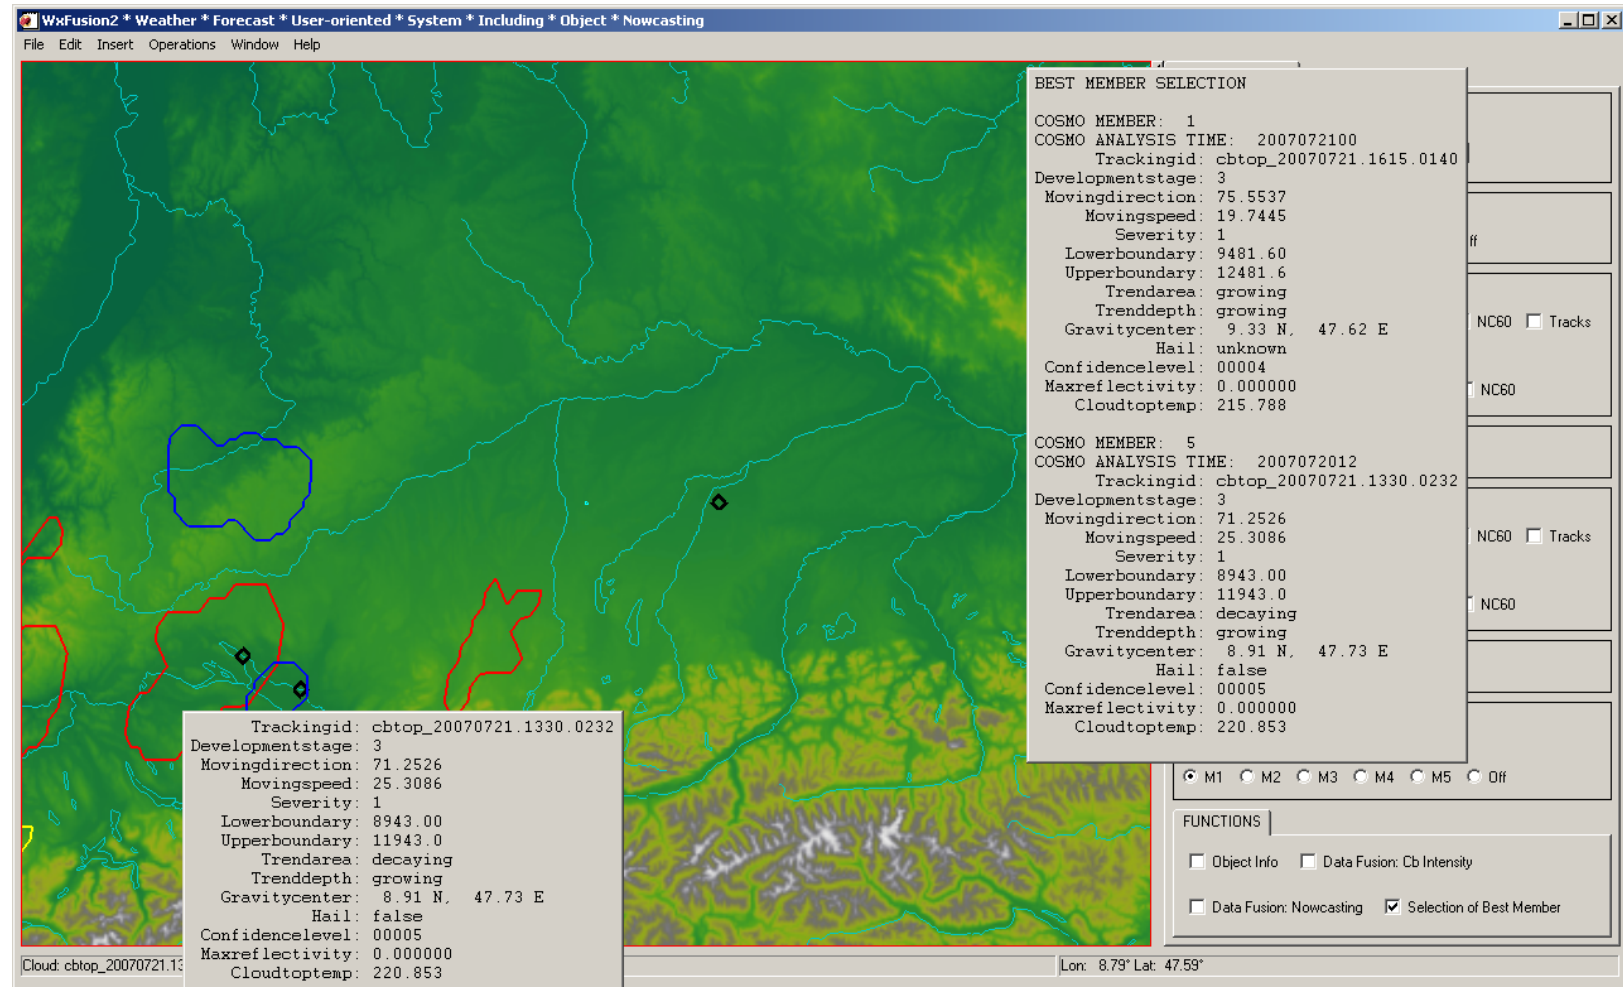 WxFusion2 * Weather * Forecast * User-oriented * System * Including * Object * Nowcasting
File Edit Insert Operations Window Help
BEST MEMBER SELECTION
COSMO MEMBER: 1
COSMO ANALYSIS TIME: 2007072100
Trackingid: cbtop_20070721.1615.0140
Developmentstage: 3
Movingdirection: 75.5537
Movingspeed: 19.7445
Severity: 1
Lowerboundary: 9481.60
Upperboundary: 12481.6
Trendarea: growing
Trenddepth: growing
Gravitycenter: 9.33 N, 47.62 E
Hail: unknown
Confidencelevel: 00004
Maxreflectivity: 0.000000
Cloudtoptemp: 215.788
COSMO MEMBER: 5
COSMO ANALYSIS TIME: 2007072012
Trackingid: cbtop_20070721.1330.0232
Developmentstage: 3
Movingdirection: 71.2526
Movingspeed: 25.3086
Severity: 1
Lowerboundary: 8943.00
Upperboundary: 11943.0
Trendarea: decaying
Trenddepth: growing
Gravitycenter: 8.91 N, 47.73 E
Hail: false
Confidencelevel: 00005
Maxreflectivity: 0.000000
Cloudtoptemp: 220.853
ff
NC60 Tracks
NC60
NC60 Tracks
NC60
M1 M2 M3 M4 M5 Off
FUNCTIONS
Object Info Data Fusion: Cb Intensity
Data Fusion: Nowcasting Selection of Best Member
Trackingid: cbtop_20070721.1330.0232
Developmentstage: 3
Movingdirection: 71.2526
Movingspeed: 25.3086
Severity: 1
Lowerboundary: 8943.00
Upperboundary: 11943.0
Trendarea: decaying
Trenddepth: growing
Gravitycenter: 8.91 N, 47.73 E
Hail: false
Confidencelevel: 00005
Maxreflectivity: 0.000000
Cloudtoptemp: 220.853
Cloud: cbtop_20070721.13
Lon: 8.79° Lat: 47.59°